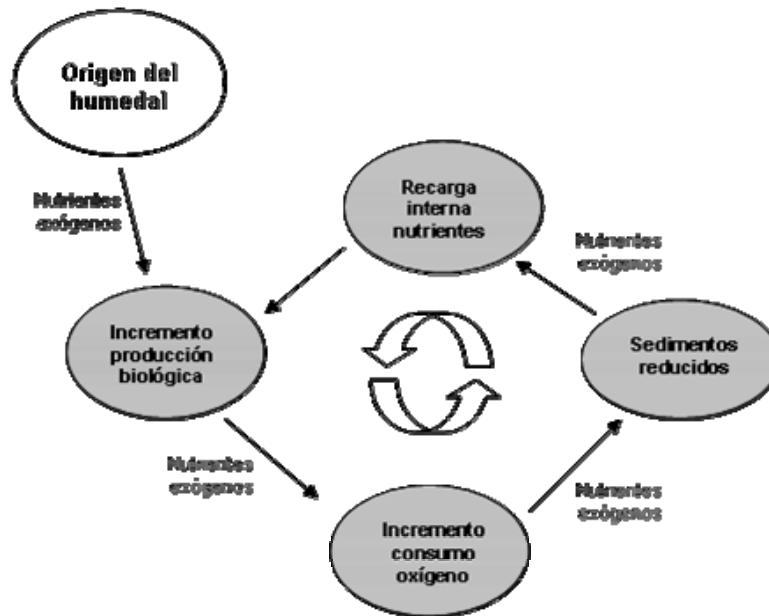 Origen del
humedal
Nutrientes
exógenos
Recarga
interna
nutrientes
Nutrientes
exógenos
Incremento
producción
biológica
Sedimentos
reducidos
Nutrientes
exógenos
Nutrientes
exógenos
Incremento
consumo
oxígeno